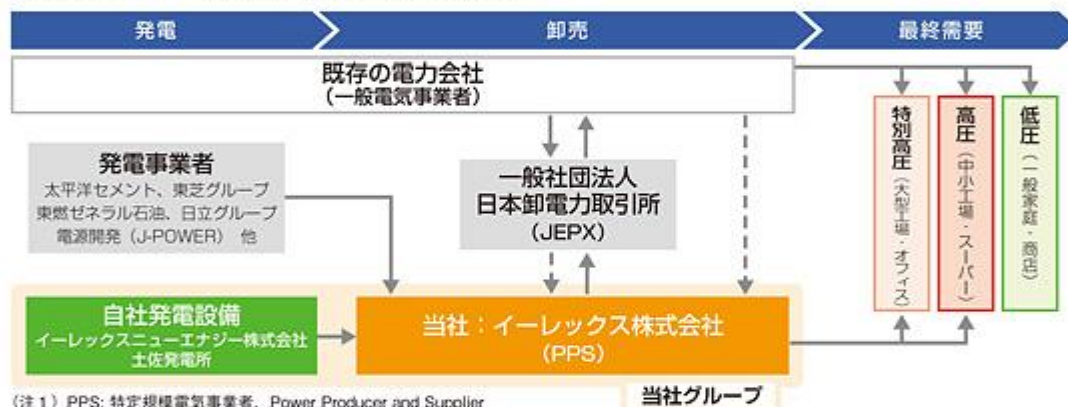 発電
卸売
最終需要
既存の電力会社
（一般電気事業者）
発電事業者
太平洋セメント、東芝グループ
東燃ゼネラル石油、日立グループ
電源開発（J-POWER） 他
一般社団法人
日本卸電力取引所
（JEPX）
特別高圧（大型工場・オフィス）
高圧（中小工場・スーパー）
低圧（一般家庭・商店）
自社発電設備
イーレックスニューエナジー株式会社
土佐発電所
当社：イーレックス株式会社
（PPS）
当社グループ
（注１）PPS: 特定規模電気事業者、Power Producer and Supplier